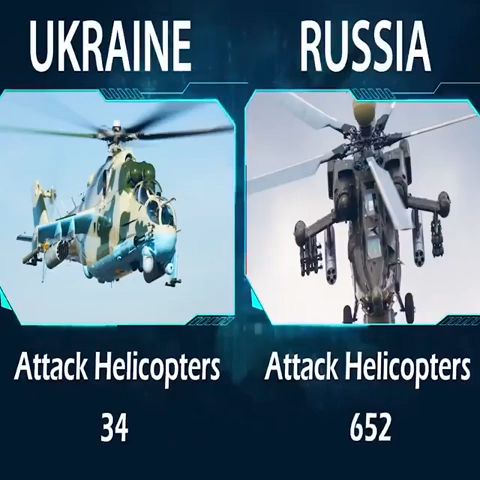 UKRAINE
RUSSIA
Attack Helicopters
Attack Helicopters
34
652